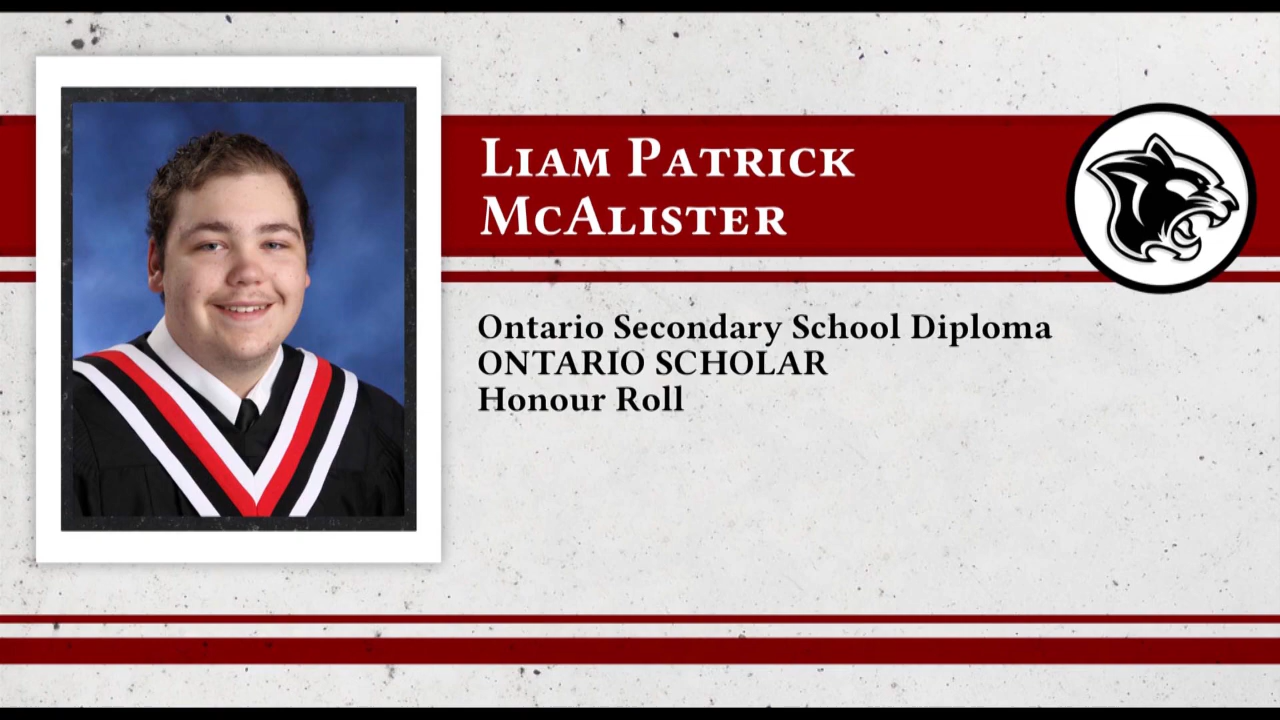 Liam Patrick
McAlister
Ontario Secondary School Diploma
ONTARIO SCHOLAR
Honour Roll